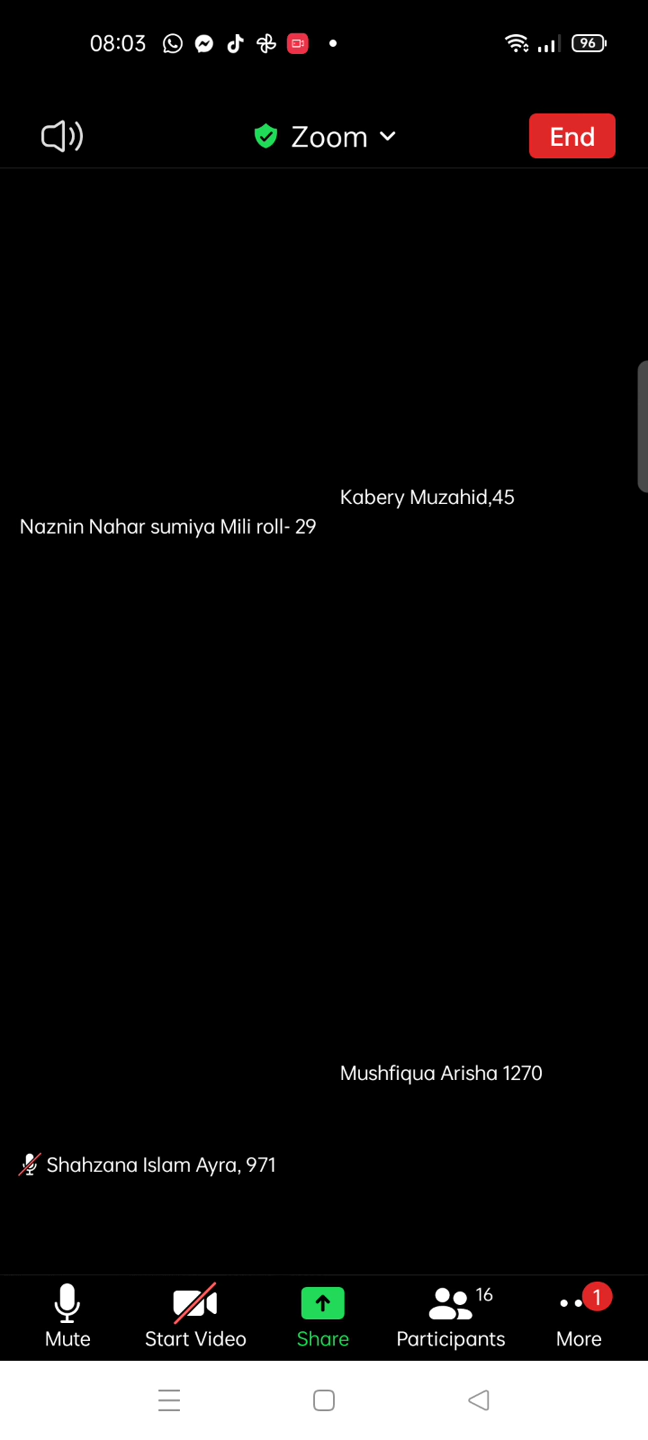 08:03
96
Zoom
End
Kabery Muzahid,45
Naznin Nahar sumiya Mili roll- 29
Mushfiqua Arisha 1270
Shahzana Islam Ayra, 971
16
1
Mute
Start Video
Share
Participants
More